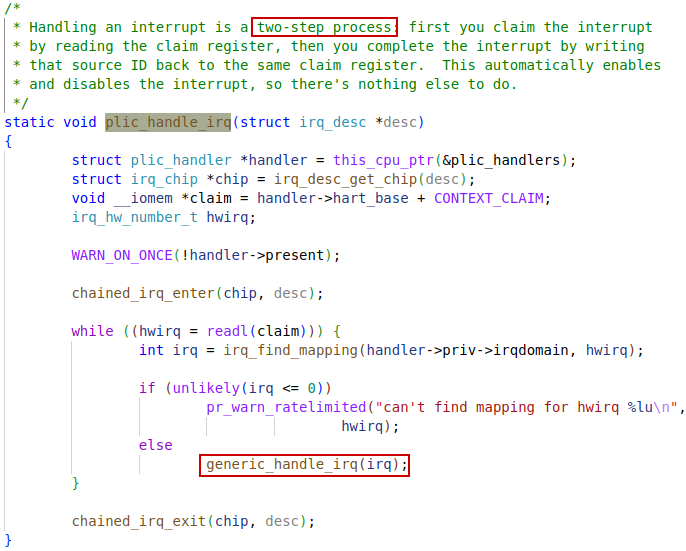 /*
 * Handling an interrupt is a two-step process: first you claim the interrupt
 * by reading the claim register, then you complete the interrupt by writing
 * that source ID back to the same claim register.  This automatically enables
 * and disables the interrupt, so there's nothing else to do.
 */
static void plic_handle_irq(struct irq_desc *desc)
{
        struct plic_handler *handler = this_cpu_ptr(&plic_handlers);
        struct irq_chip *chip = irq_desc_get_chip(desc);
        void __iomem *claim = handler->hart_base + CONTEXT_CLAIM;
        irq_hw_number_t hwirq;

        WARN_ON_ONCE(!handler->present);

        chained_irq_enter(chip, desc);

        while ((hwirq = readl(claim))) {
                int irq = irq_find_mapping(handler->priv->irqdomain, hwirq);

                if (unlikely(irq <= 0))
                        pr_warn_ratelimited("can't find mapping for hwirq %lu\n",
                                        hwirq);
                else
                        generic_handle_irq(irq);
        }

        chained_irq_exit(chip, desc);
}